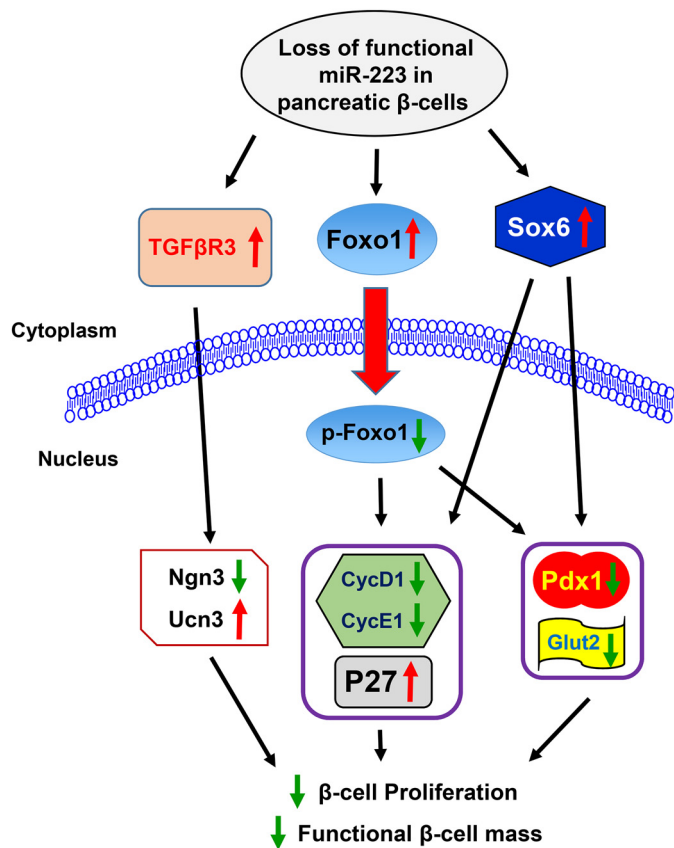 Loss of functional
miR-223 in
pancreatic β-cells
TGFβR3
Foxo1
Sox6
Cytoplasm
p-Foxo1
Nucleus
Ngn3
Ucn3
CycD1
CycE1
P27
Pdx1
Glut2
β-cell Proliferation
Functional β-cell mass